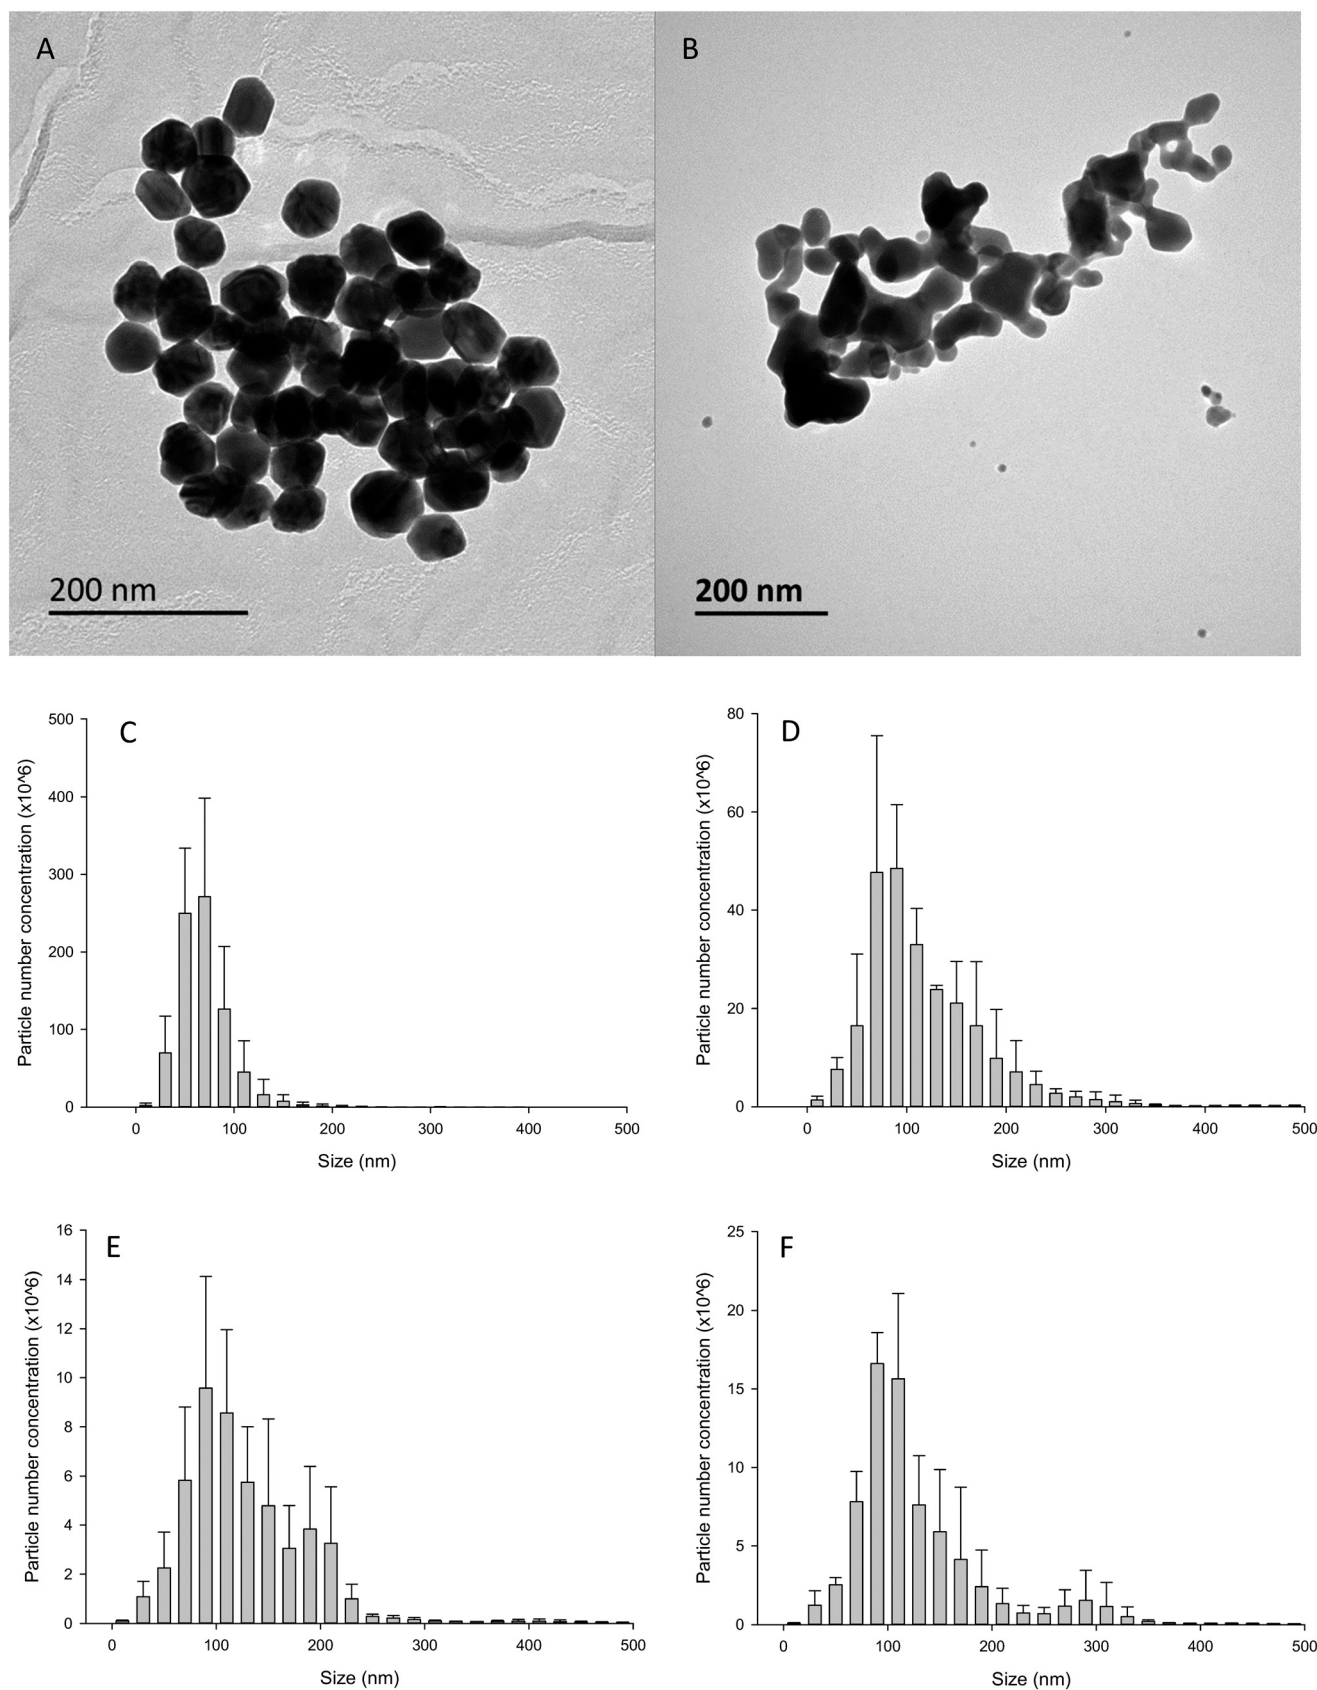 A
B
200 nm
200 nm
C
Particle number concentration (x10^6)
500
400
300
200
100
0
0 100 200 300 400 500
Size (nm)
D
Particle number concentration (x10^6)
80
60
40
20
0
0 100 200 300 400 500
Size (nm)
E
Particle number concentration (x10^6)
16
14
12
10
8
6
4
2
0
0 100 200 300 400 500
Size (nm)
F
Particle number concentration (x10^6)
25
20
15
10
5
0
0 100 200 300 400 500
Size (nm)